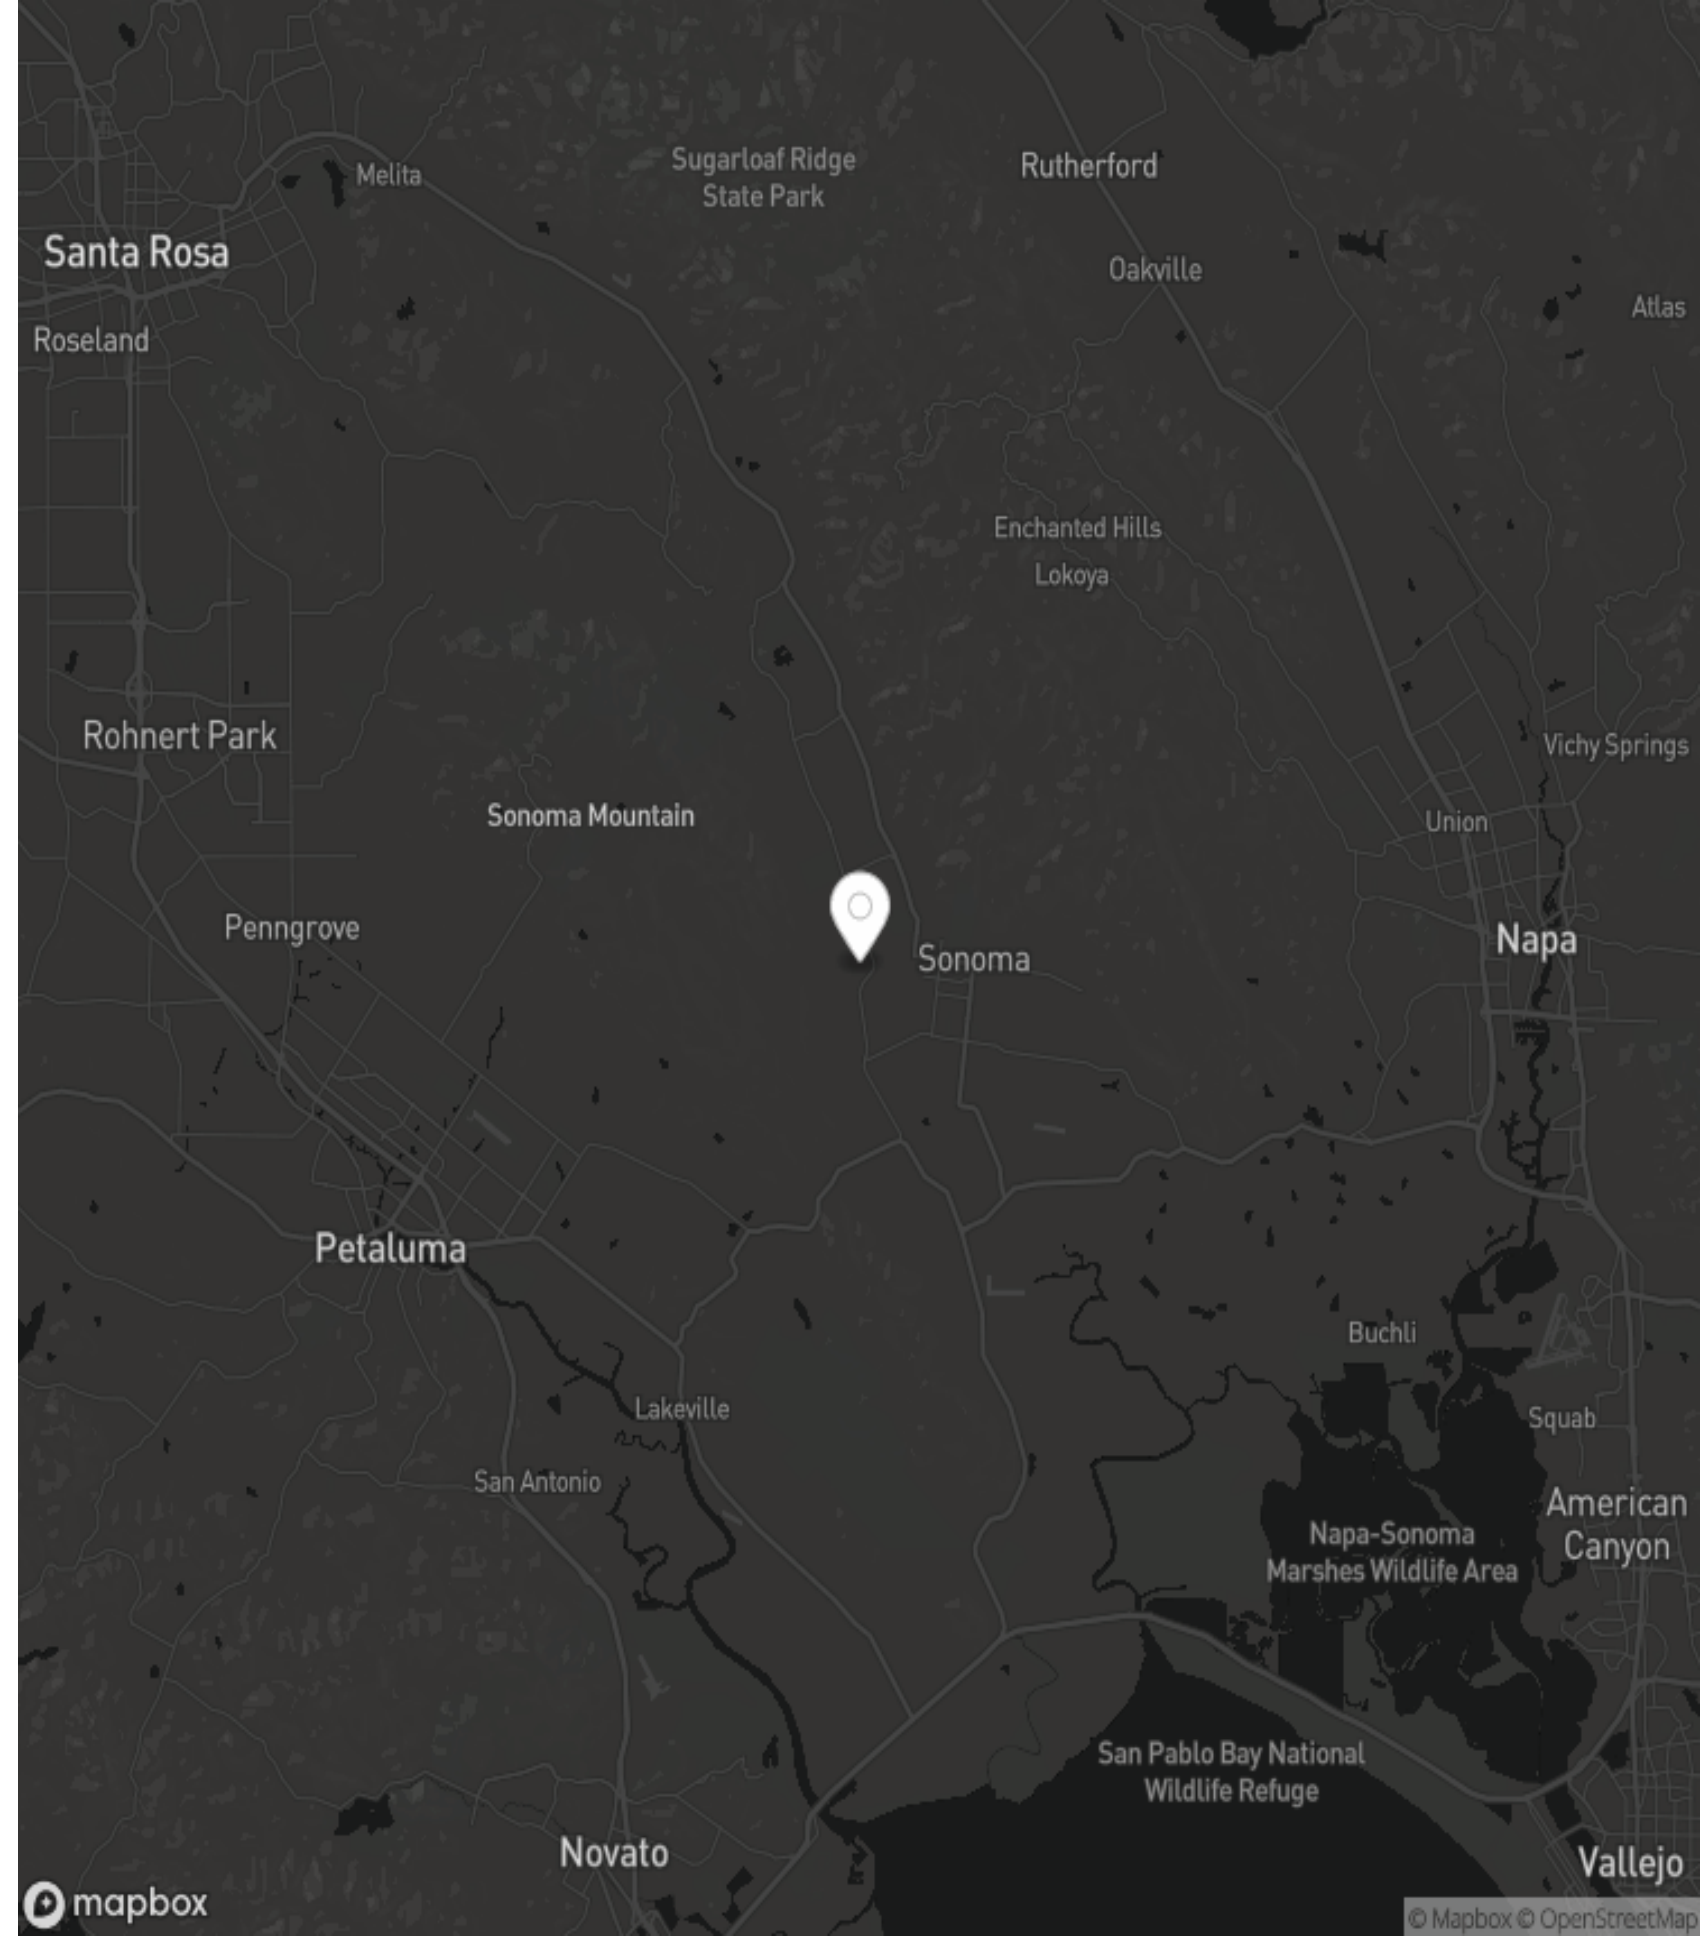 Sugarloaf Ridge
State Park
Rutherford
Melita
Santa Rosa
Oakville
Atlas
Roseland
Enchanted Hills
Lokoya
Rohnert Park
Vichy Springs
Sonoma Mountain
Union
Penngrove
Napa
Sonoma
Petaluma
Buchli
Lakeville
Squab
San Antonio
American
Canyon
Napa-Sonoma
Marshes Wildlife Area
San Pablo Bay National
Wildlife Refuge
Novato
Vallejo
mapbox
© Mapbox © OpenStreetMap